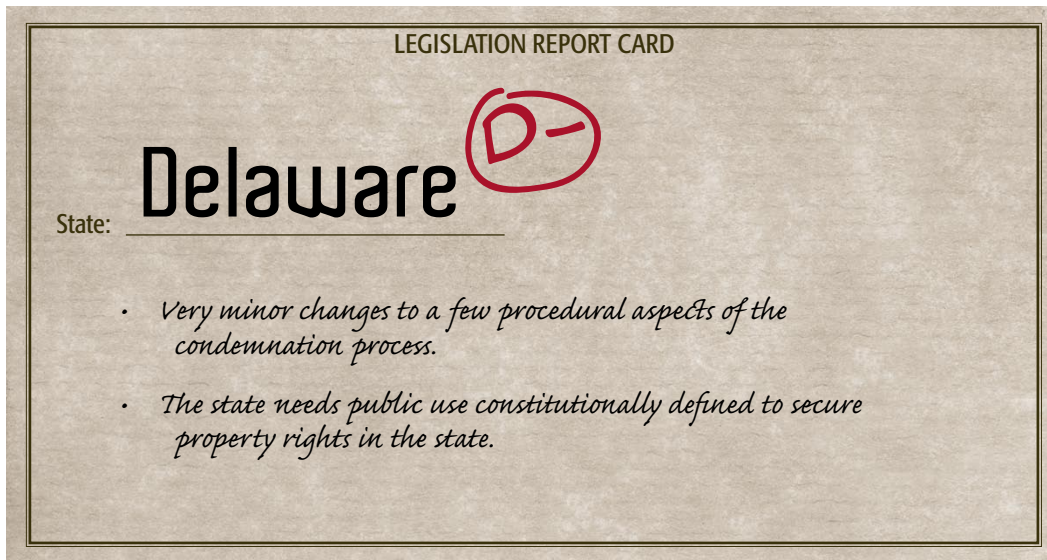 LEGISLATION REPORT CARD
D-
State: Delaware
• Very minor changes to a few procedural aspects of the
condemnation process.
• The state needs public use constitutionally defined to secure
property rights in the state.